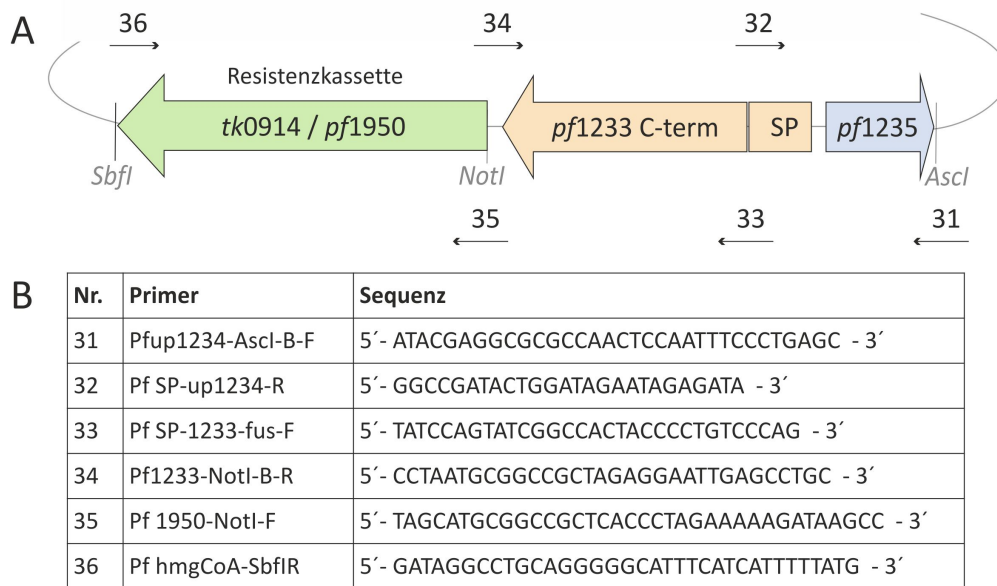 A
36 34 32
Resistenzkassette
tk0914 / pf1950 pf1233 C-term SP pf1235
SbfI NotI AscI
35 33 31
B
Nr. Primer Sequenz
31 Pfup1234-AscI-B-F 5´- ATACGAGGCGCGCCAACTCCAATTTCCCTGAGC - 3´
32 Pf SP-up1234-R 5´- GGCCGATACTGGATAGAATAGAGATA - 3´
33 Pf SP-1233-fus-F 5´- TATCCAGTATCGGCCACTACCCCTGTCCCAG - 3´
34 Pf1233-NotI-B-R 5´- CCTAATGCGGCCGCTAGAGGAATTGAGCCTGC - 3´
35 Pf 1950-NotI-F 5´- TAGCATGCGGCCGCTCACCCTAGAAAAAGATAAGCC - 3´
36 Pf hmgCoA-SbfIR 5´- GATAGGCCTGCAGGGGGCATTTCATCATTTTTATG - 3´